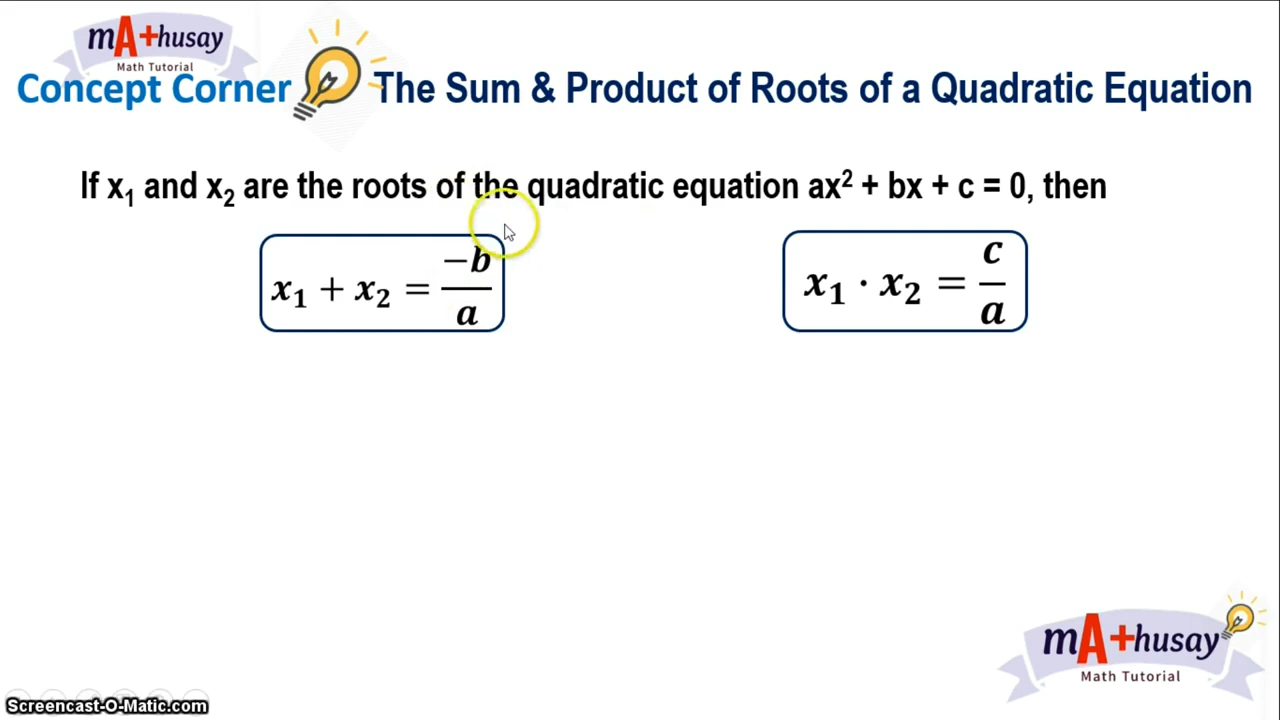 mA+husay
Math Tutorial
Concept Corner The Sum & Product of Roots of a Quadratic Equation
If x₁ and x₂ are the roots of the quadratic equation ax² + bx + c = 0, then
x₁ + x₂ = −b/a
x₁ · x₂ = c/a
mA+husay
Math Tutorial
Screencast-O-Matic.com